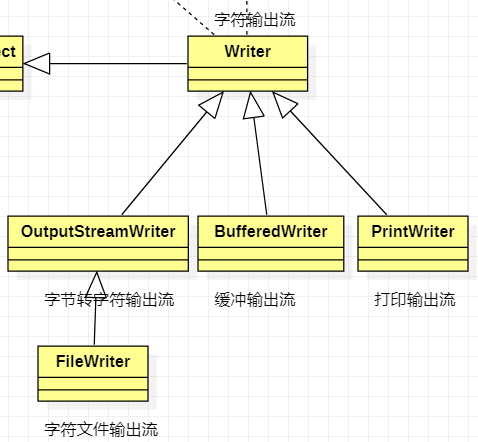 字符输出流
ect
Writer
OutputStreamWriter
BufferedWriter
PrintWriter
字节转字符输出流
缓冲输出流
打印输出流
FileWriter
字符文件输出流